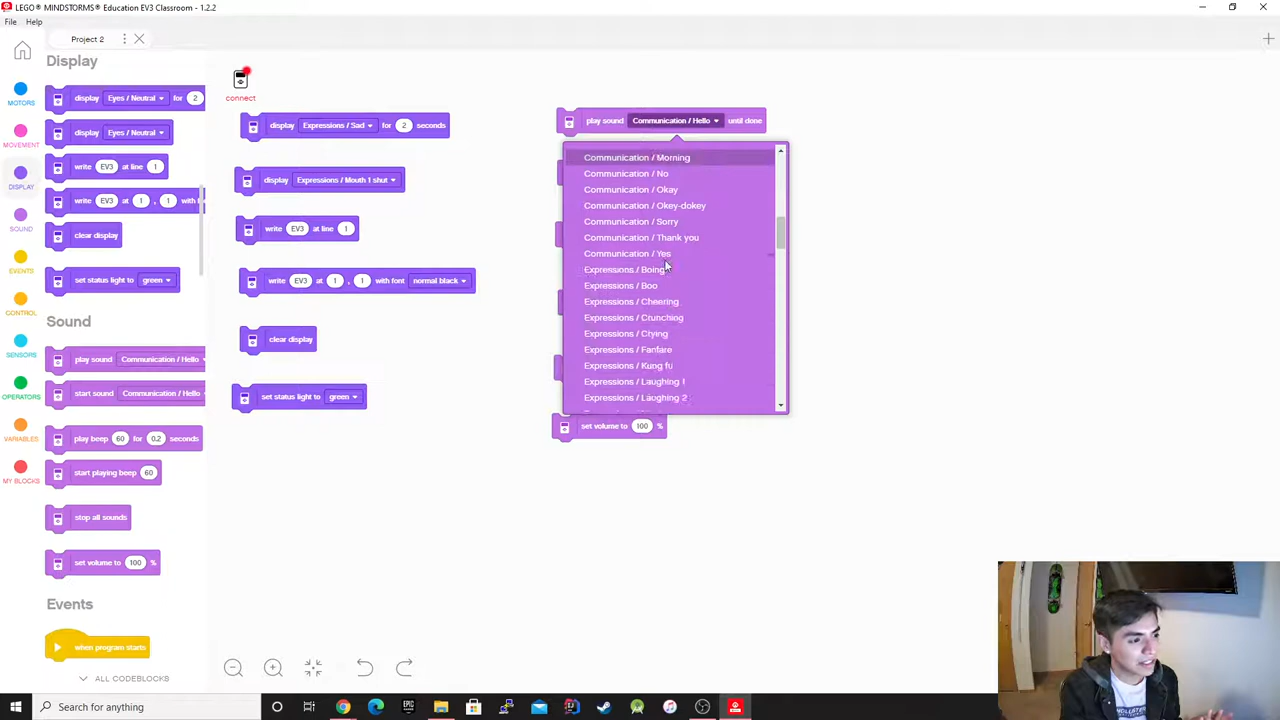 LEGO® MINDSTORMS® Education EV3 Classroom - 1.2.2
File Help
Project 2
Display
MOTORS
MOVEMENT
DISPLAY
SOUND
EVENTS
CONTROL
SENSORS
OPERATORS
VARIABLES
MY BLOCKS
display Eyes / Neutral for 2
display Eyes / Neutral
write EV3 at line 1
write EV3 at 1 , 1 with
clear display
set status light to green
Sound
play sound Communication / Hello
start sound Communication / Hello
play beep 60 for 0.2 seconds
start playing beep 60
stop all sounds
set volume to 100 %
Events
when program starts
ALL CODEBLOCKS
connect
display Expressions / Sad for 2 seconds
display Expressions / Mouth 1 shut
write EV3 at line 1
write EV3 at 1 , 1 with font normal black
clear display
set status light to green
play sound Communication / Hello until done
Communication / Morning
Communication / No
Communication / Okay
Communication / Okey-dokey
Communication / Sorry
Communication / Thank you
Communication / Yes
Expressions / Boing
Expressions / Boo
Expressions / Cheering
Expressions / Crunching
Expressions / Crying
Expressions / Fanfare
Expressions / Kung fu
Expressions / Laughing 1
Expressions / Laughing 2
set volume to 100 %
Search for anything